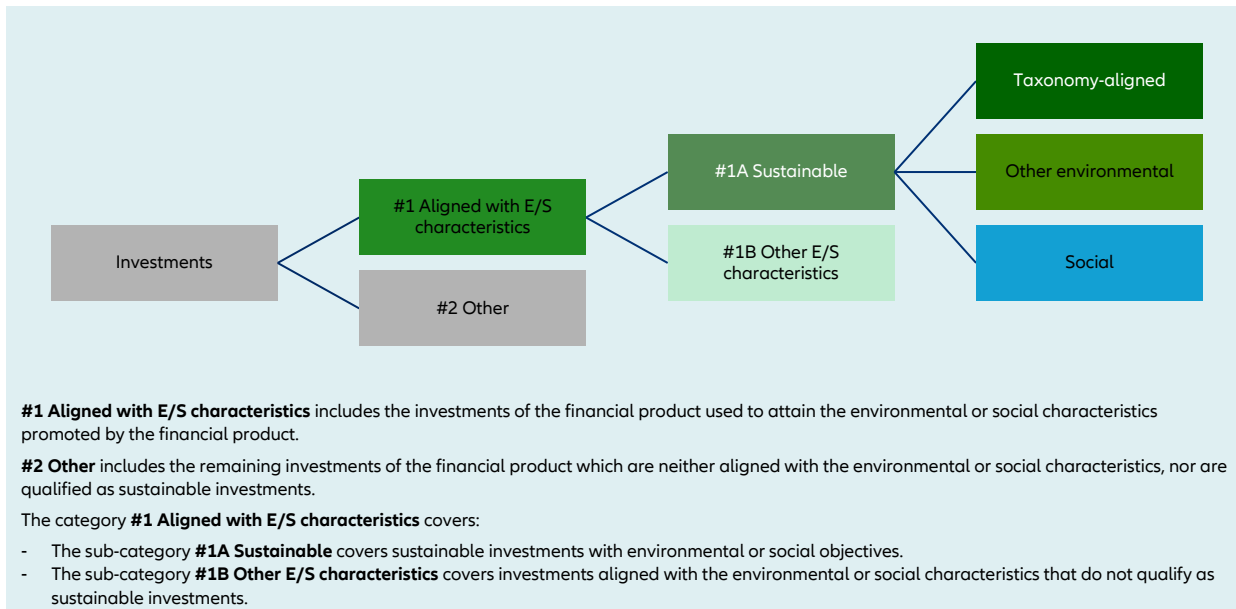 Taxonomy-aligned
#1A Sustainable
Other environmental
#1 Aligned with E/S
characteristics
Investments
#1B Other E/S
characteristics
Social
#2 Other
#1 Aligned with E/S characteristics includes the investments of the financial product used to attain the environmental or social characteristics
promoted by the financial product.
#2 Other includes the remaining investments of the financial product which are neither aligned with the environmental or social characteristics, nor are
qualified as sustainable investments.
The category #1 Aligned with E/S characteristics covers:
- The sub-category #1A Sustainable covers sustainable investments with environmental or social objectives.
- The sub-category #1B Other E/S characteristics covers investments aligned with the environmental or social characteristics that do not qualify as
sustainable investments.